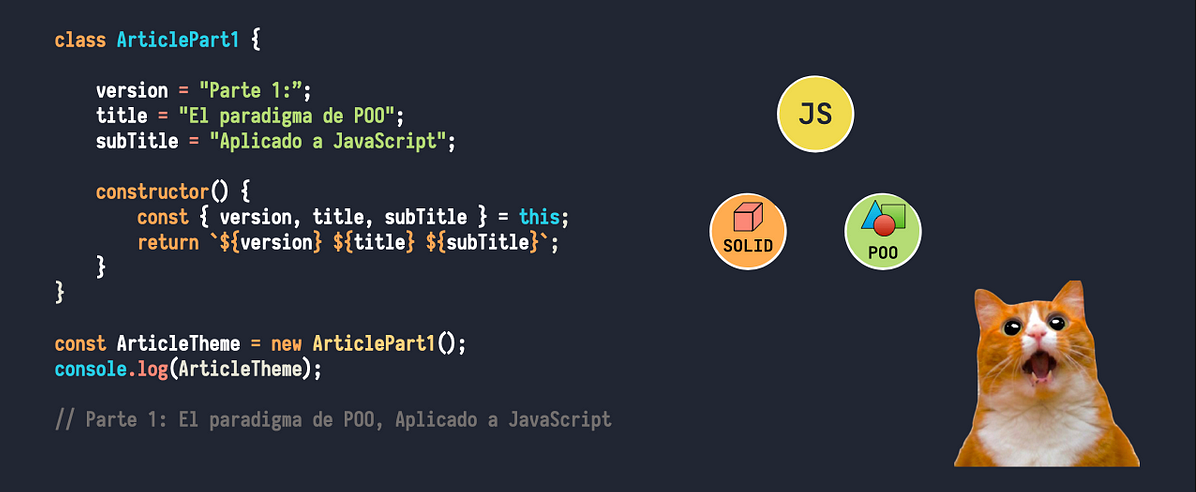 class ArticlePart1 {
version = "Parte 1:”;
title = "El paradigma de POO";
subTitle = "Aplicado a JavaScript";
constructor() {
const { version, title, subTitle } = this;
return `${version} ${title} ${subTitle}`;
}
}
const ArticleTheme = new ArticlePart1();
console.log(ArticleTheme);
// Parte 1: El paradigma de POO, Aplicado a JavaScript
JS
SOLID
POO